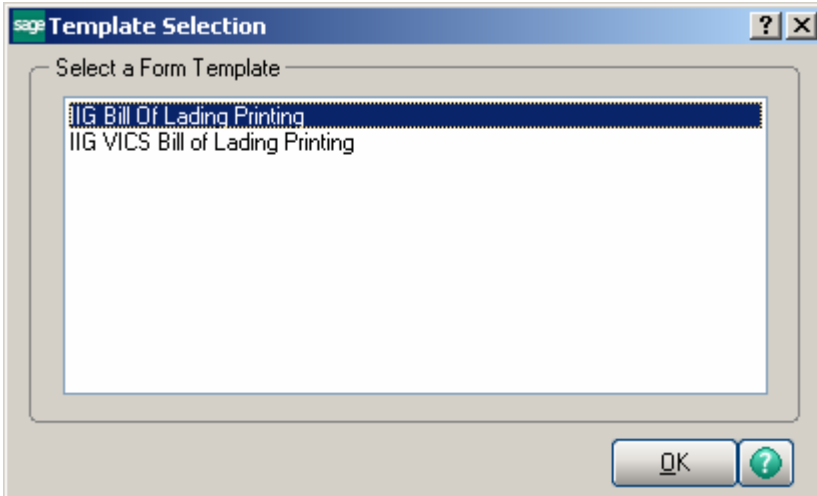 sage Template Selection
Select a Form Template
IIG Bill Of Lading Printing
IIG VICS Bill of Lading Printing
OK